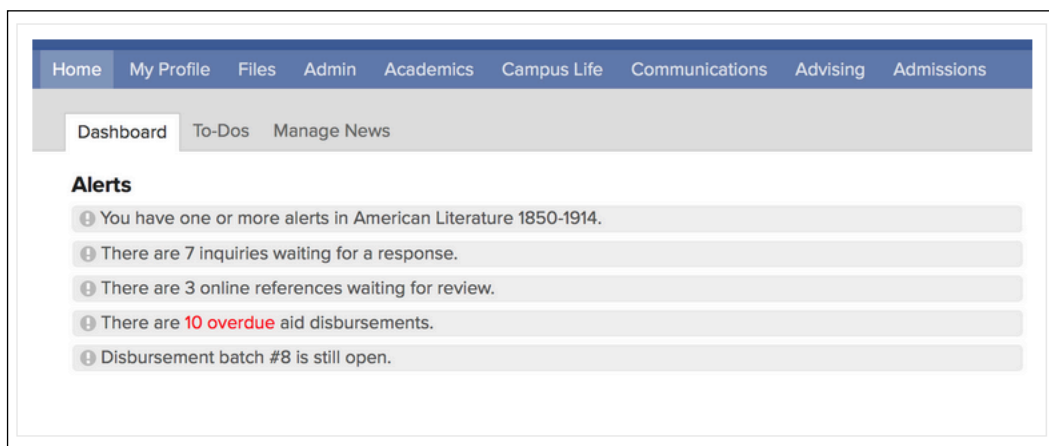 Home My Profile Files Admin Academics Campus Life Communications Advising Admissions
Dashboard To-Dos Manage News
Alerts
You have one or more alerts in American Literature 1850-1914.
There are 7 inquiries waiting for a response.
There are 3 online references waiting for review.
There are 10 overdue aid disbursements.
Disbursement batch #8 is still open.